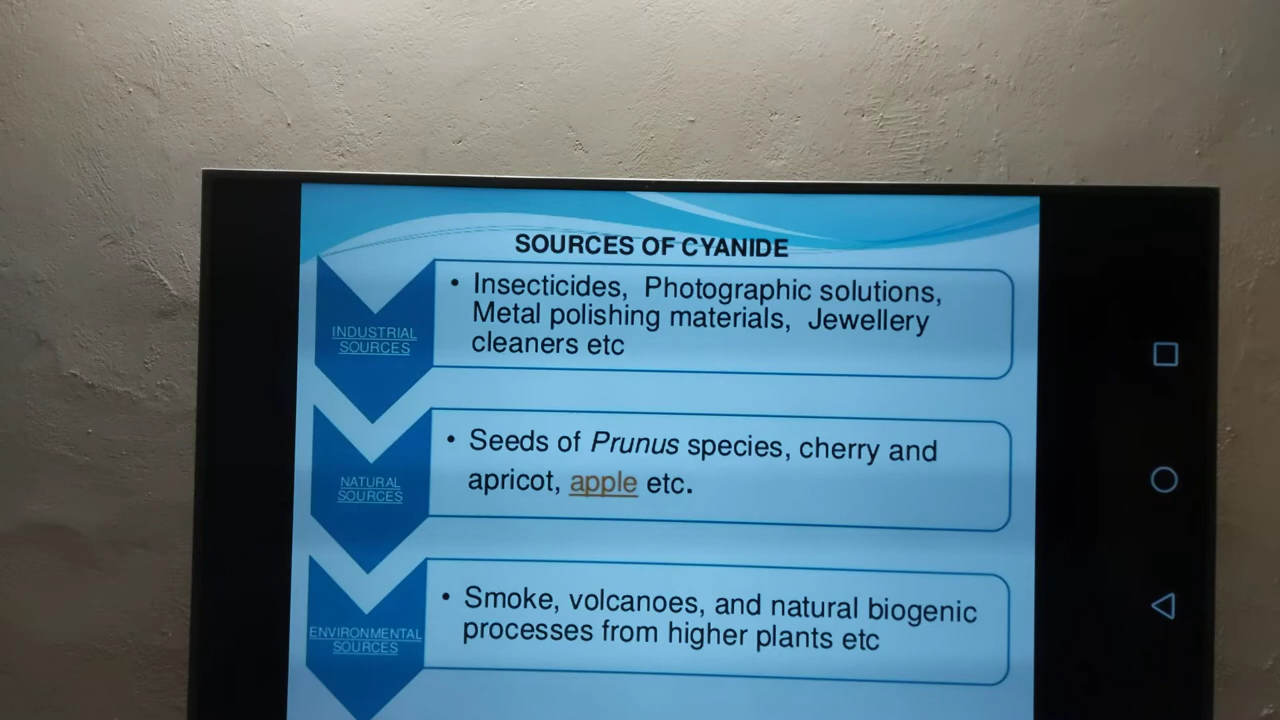 SOURCES OF CYANIDE
INDUSTRIAL
SOURCES
• Insecticides, Photographic solutions,
Metal polishing materials, Jewellery
cleaners etc
NATURAL
SOURCES
• Seeds of Prunus species, cherry and
apricot, apple etc.
ENVIRONMENTAL
SOURCES
• Smoke, volcanoes, and natural biogenic
processes from higher plants etc